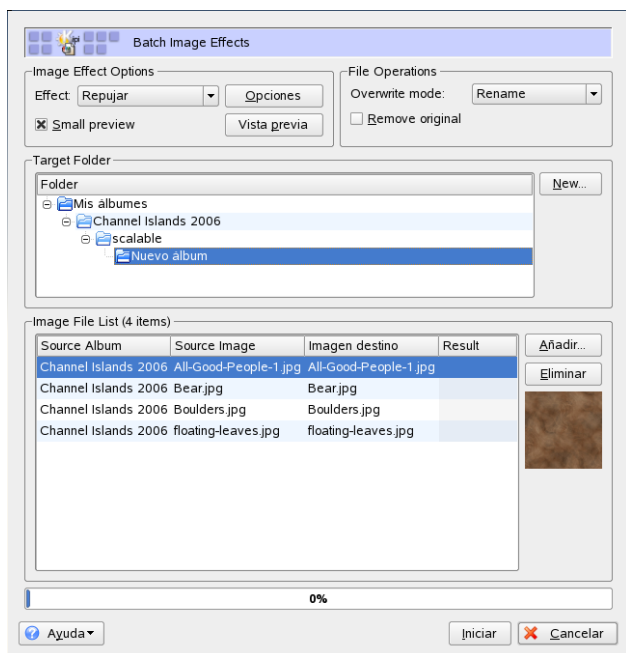 Batch Image Effects
Image Effect Options
File Operations
Effect: Repujar
Opciones
Overwrite mode: Rename
Small preview
Vista previa
Remove original
Target Folder
Folder
New...
Mis álbumes
Channel Islands 2006
scalable
Nuevo álbum
Image File List (4 items)
Source Album Source Image Imagen destino Result
Añadir...
Channel Islands 2006 All-Good-People-1.jpg All-Good-People-1.jpg
Eliminar
Channel Islands 2006 Bear.jpg Bear.jpg
Channel Islands 2006 Boulders.jpg Boulders.jpg
Channel Islands 2006 floating-leaves.jpg floating-leaves.jpg
0%
Ayuda
Iniciar
Cancelar